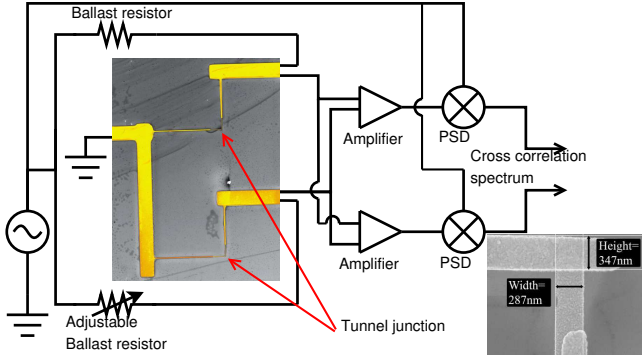 Ballast resistor
Amplifier
PSD
Cross correlation
spectrum
Amplifier
PSD
Height=
347nm
Width=
287nm
Tunnel junction
Adjustable
Ballast resistor